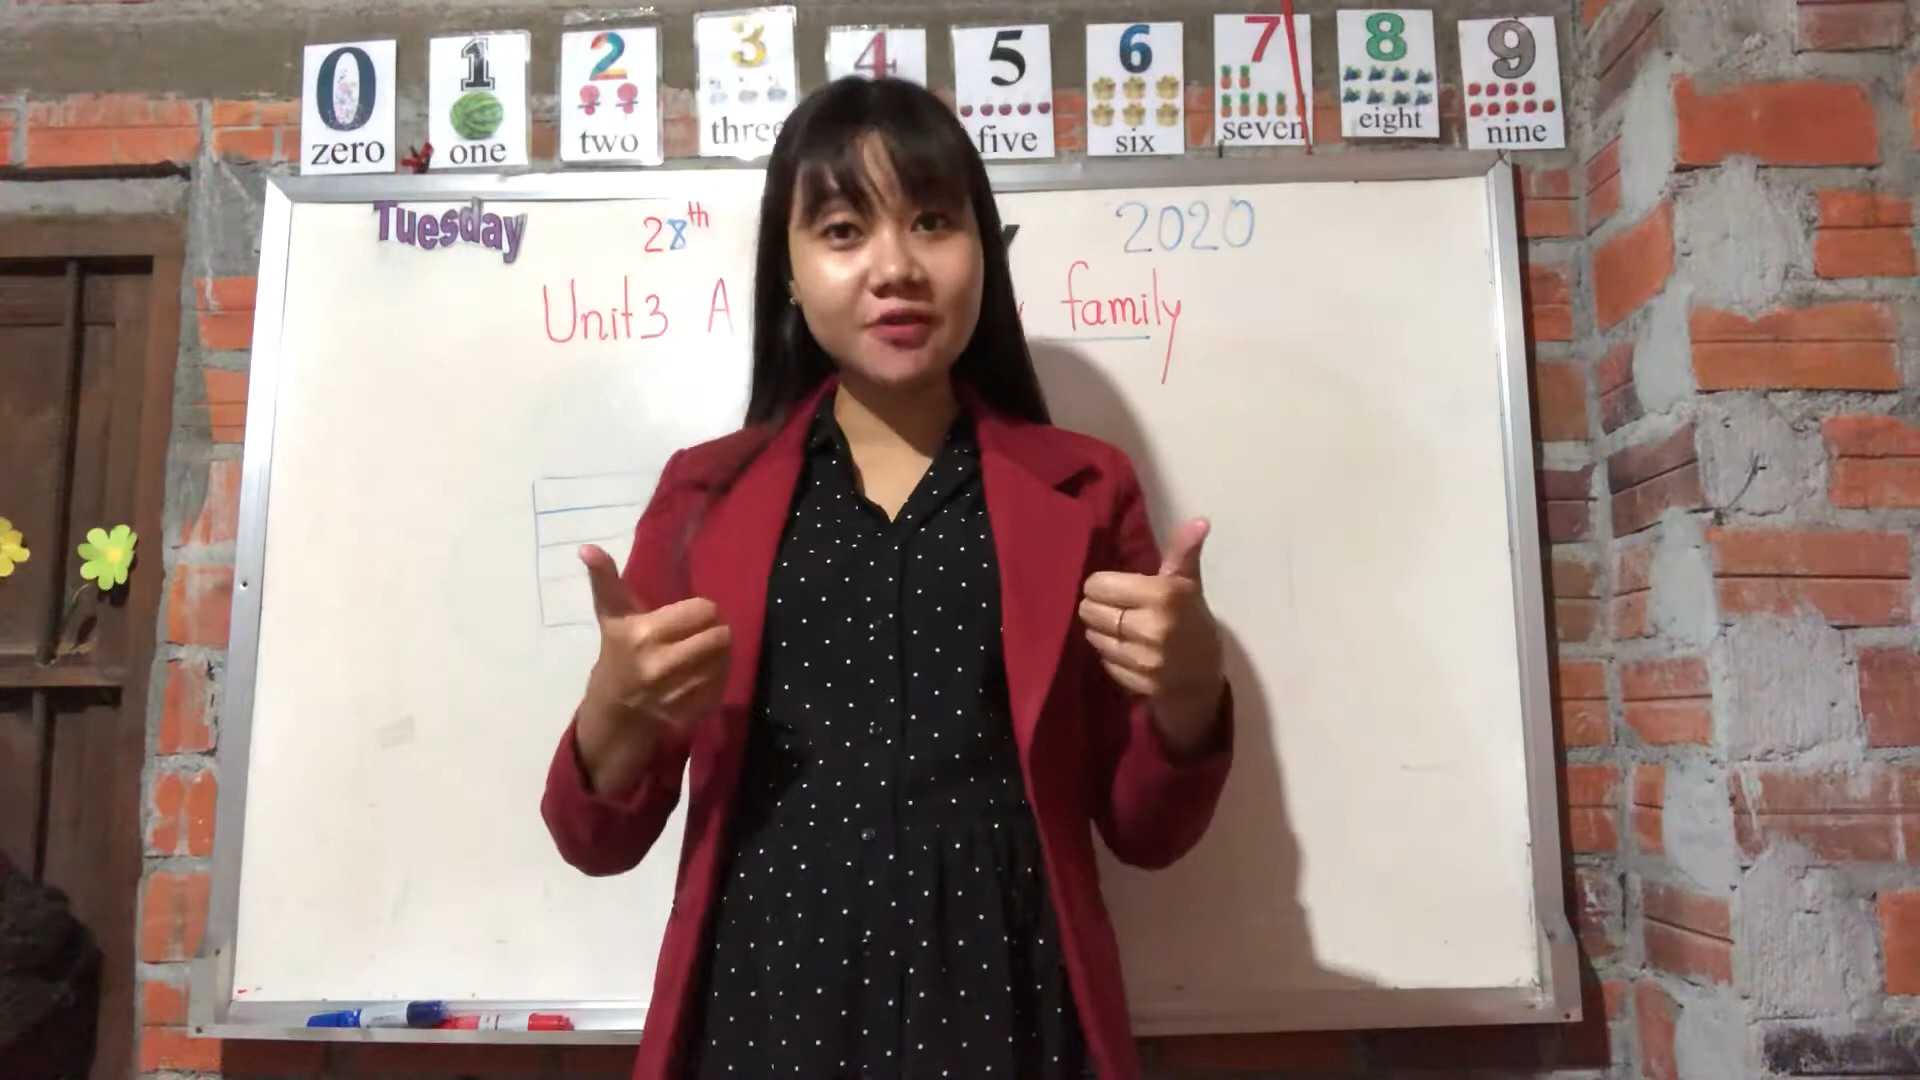 0 1 2 3 4 5 6 7 8 9
zero one two three five six seven eight nine
Tuesday 28th 2020
Unit3 A family